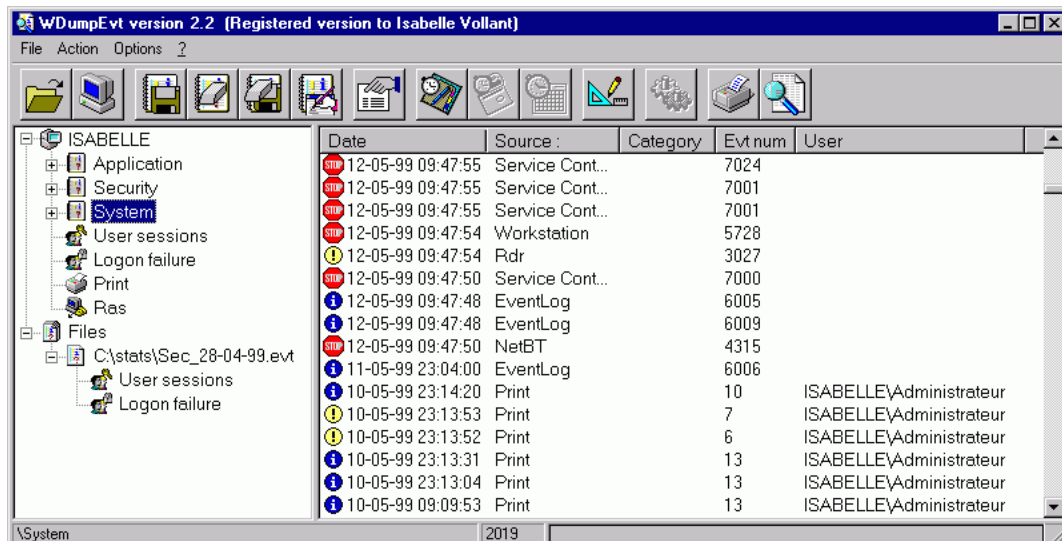 WDumpEvt version 2.2 (Registered version to Isabelle Vollant)
File Action Options ?
ISABELLE
Application
Security
System
User sessions
Logon failure
Print
Ras
Files
C:\stats\Sec_28-04-99.evt
User sessions
Logon failure
Date Source : Category Evt num User
STOP 12-05-99 09:47:55 Service Cont... 7024
STOP 12-05-99 09:47:55 Service Cont... 7001
STOP 12-05-99 09:47:55 Service Cont... 7001
STOP 12-05-99 09:47:54 Workstation 5728
12-05-99 09:47:54 Rdr 3027
STOP 12-05-99 09:47:50 Service Cont... 7000
12-05-99 09:47:48 EventLog 6005
12-05-99 09:47:48 EventLog 6009
STOP 12-05-99 09:47:50 NetBT 4315
11-05-99 23:04:00 EventLog 6006
10-05-99 23:14:20 Print 10 ISABELLE\Administrateur
10-05-99 23:13:53 Print 7 ISABELLE\Administrateur
10-05-99 23:13:52 Print 6 ISABELLE\Administrateur
10-05-99 23:13:31 Print 13 ISABELLE\Administrateur
10-05-99 23:13:04 Print 13 ISABELLE\Administrateur
10-05-99 09:09:53 Print 13 ISABELLE\Administrateur
\System 2019